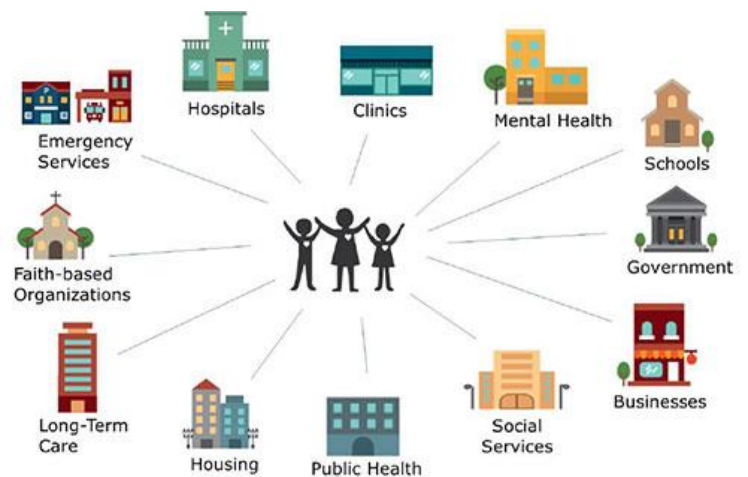 Hospitals
Clinics
Mental Health
Emergency
Services
Schools
Faith-based
Organizations
Government
Long-Term
Care
Housing
Public Health
Social
Services
Businesses